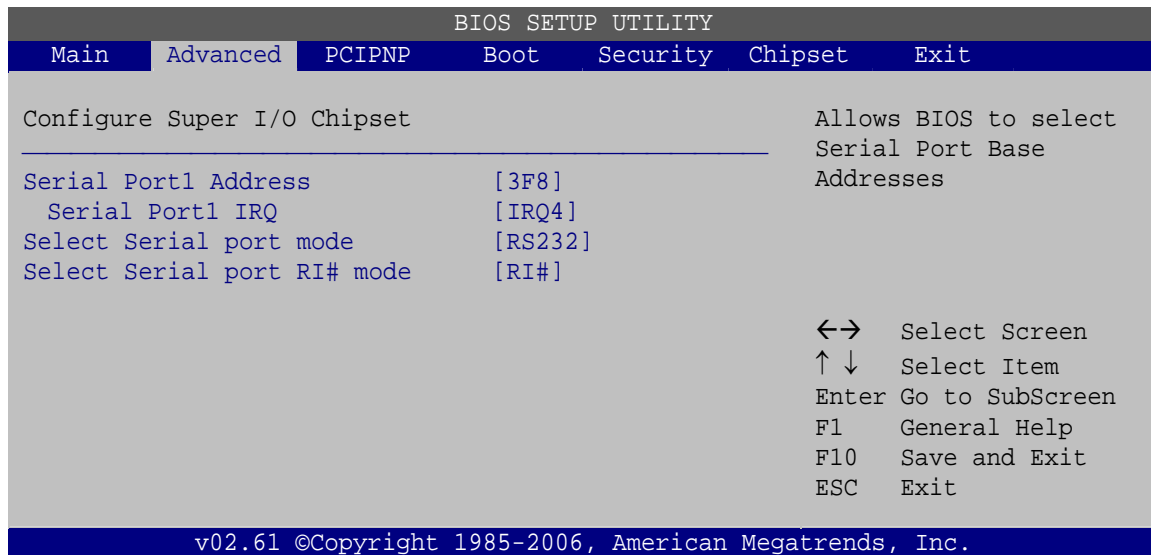 BIOS SETUP UTILITY
Main Advanced PCIPNP Boot Security Chipset Exit
Configure Super I/O Chipset
Serial Port1 Address [3F8]
Serial Port1 IRQ [IRQ4]
Select Serial port mode [RS232]
Select Serial port RI# mode [RI#]
Allows BIOS to select
Serial Port Base
Addresses
←→ Select Screen
↑ ↓ Select Item
Enter Go to SubScreen
F1 General Help
F10 Save and Exit
ESC Exit
v02.61 ©Copyright 1985-2006, American Megatrends, Inc.